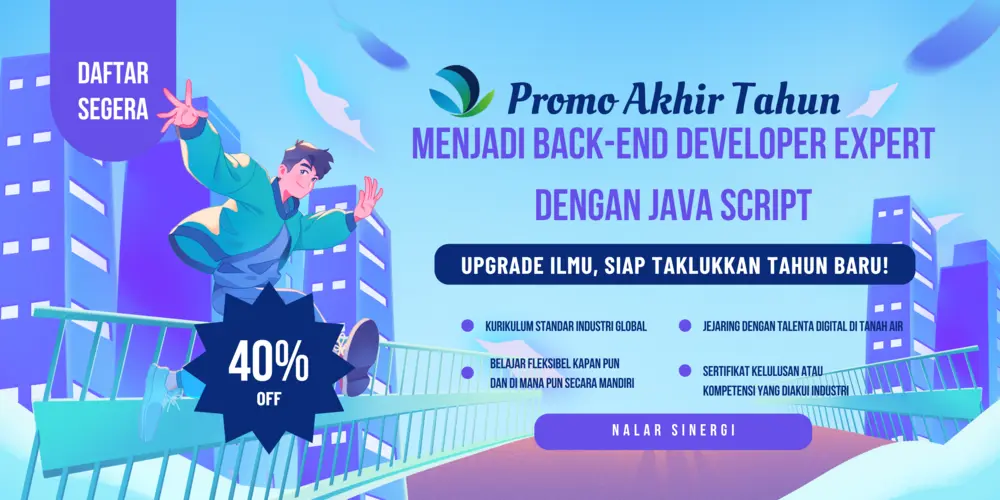 DAFTAR
SEGERA
Promo Akhir Tahun
MENJADI BACK-END DEVELOPER EXPERT
DENGAN JAVA SCRIPT
UPGRADE ILMU, SIAP TAKLUKKAN TAHUN BARU!
KURIKULUM STANDAR INDUSTRI GLOBAL
JEJARING DENGAN TALENTA DIGITAL DI TANAH AIR
BELAJAR FLEKSIBEL KAPAN PUN
DAN DI MANA PUN SECARA MANDIRI
SERTIFIKAT KELULUSAN ATAU
KOMPETENSI YANG DIAKUI INDUSTRI
40%
OFF
NALAR SINERGI